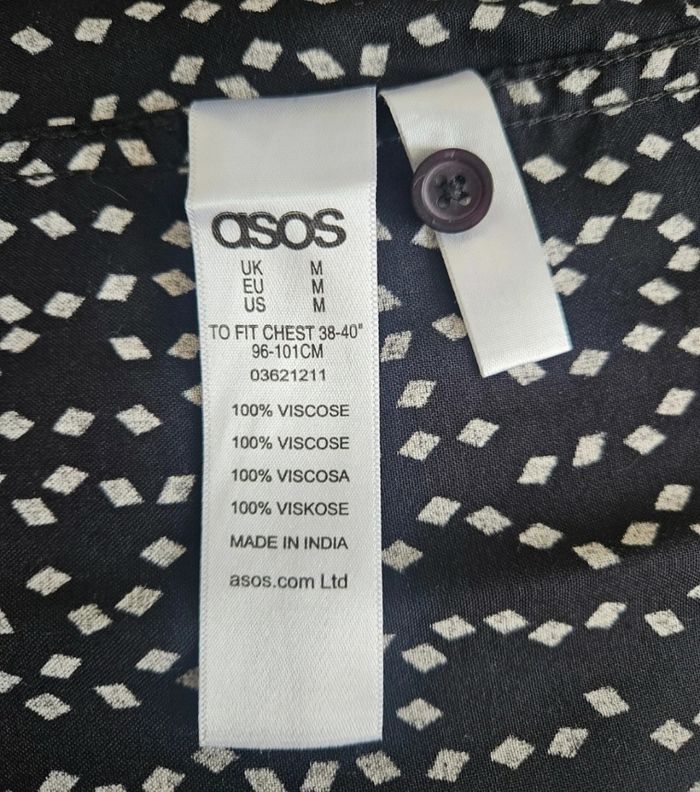 asos
UK M
EU M
US M
TO FIT CHEST 38-40"
96-101CM
03621211
100% VISCOSE
100% VISCOSE
100% VISCOSA
100% VISKOSE
MADE IN INDIA
asos.com Ltd